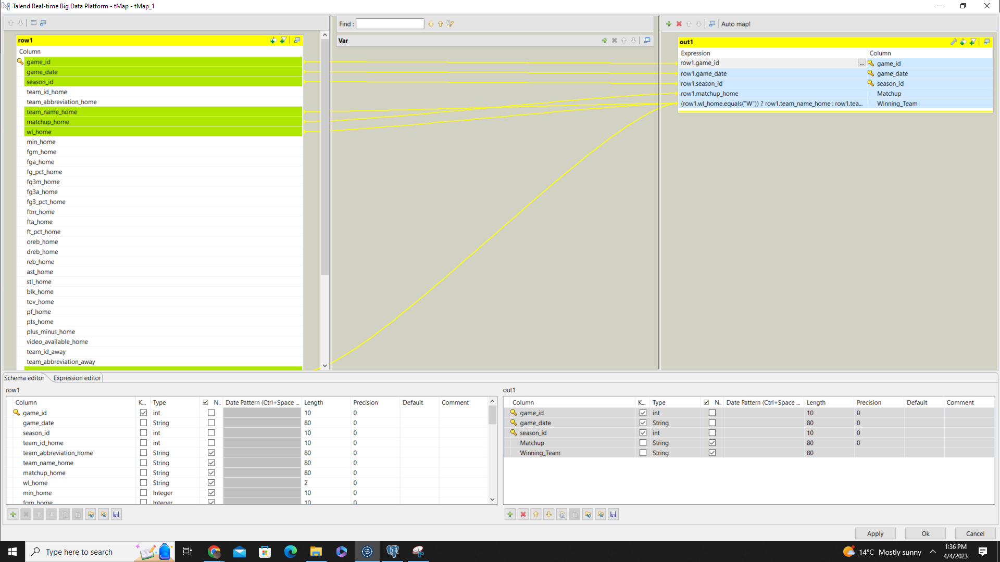 Talend Real-time Big Data Platform - tMap - tMap_1
Find :
Auto map!
row1
Column
game_id
game_date
season_id
team_id_home
team_abbreviation_home
team_name_home
matchup_home
wl_home
min_home
fgm_home
fga_home
fg_pct_home
fg3m_home
fg3a_home
fg3_pct_home
ftm_home
fta_home
ft_pct_home
oreb_home
dreb_home
reb_home
ast_home
stl_home
blk_home
tov_home
pf_home
pts_home
plus_minus_home
video_available_home
team_id_away
team_abbreviation_away
Var
out1
Expression Column
row1.game_id ... game_id
row1.game_date game_date
row1.season_id season_id
row1.matchup_home Matchup
(row1.wl_home.equals("W")) ? row1.team_name_home : row1.tea... Winning_Team
Schema editor Expression editor
row1
Column K... Type N.. Date Pattern (Ctrl+Space ... Length Precision Default Comment
game_id int 10 0
game_date String 80 0
season_id int 10 0
team_id_home int 10 0
team_abbreviation_home String 80 0
team_name_home String 80 0
matchup_home String 80 0
wl_home String 2 0
min_home Integer 10 0
fgm_home Integer 10 0
out1
Column K... Type N.. Date Pattern (Ctrl+Space ... Length Precision Default Comment
game_id int 10 0
game_date String 80 0
season_id int 10 0
Matchup String 80 0
Winning_Team String 80
Apply Ok Cancel
Type here to search
14°C Mostly sunny
1:36 PM
4/4/2023